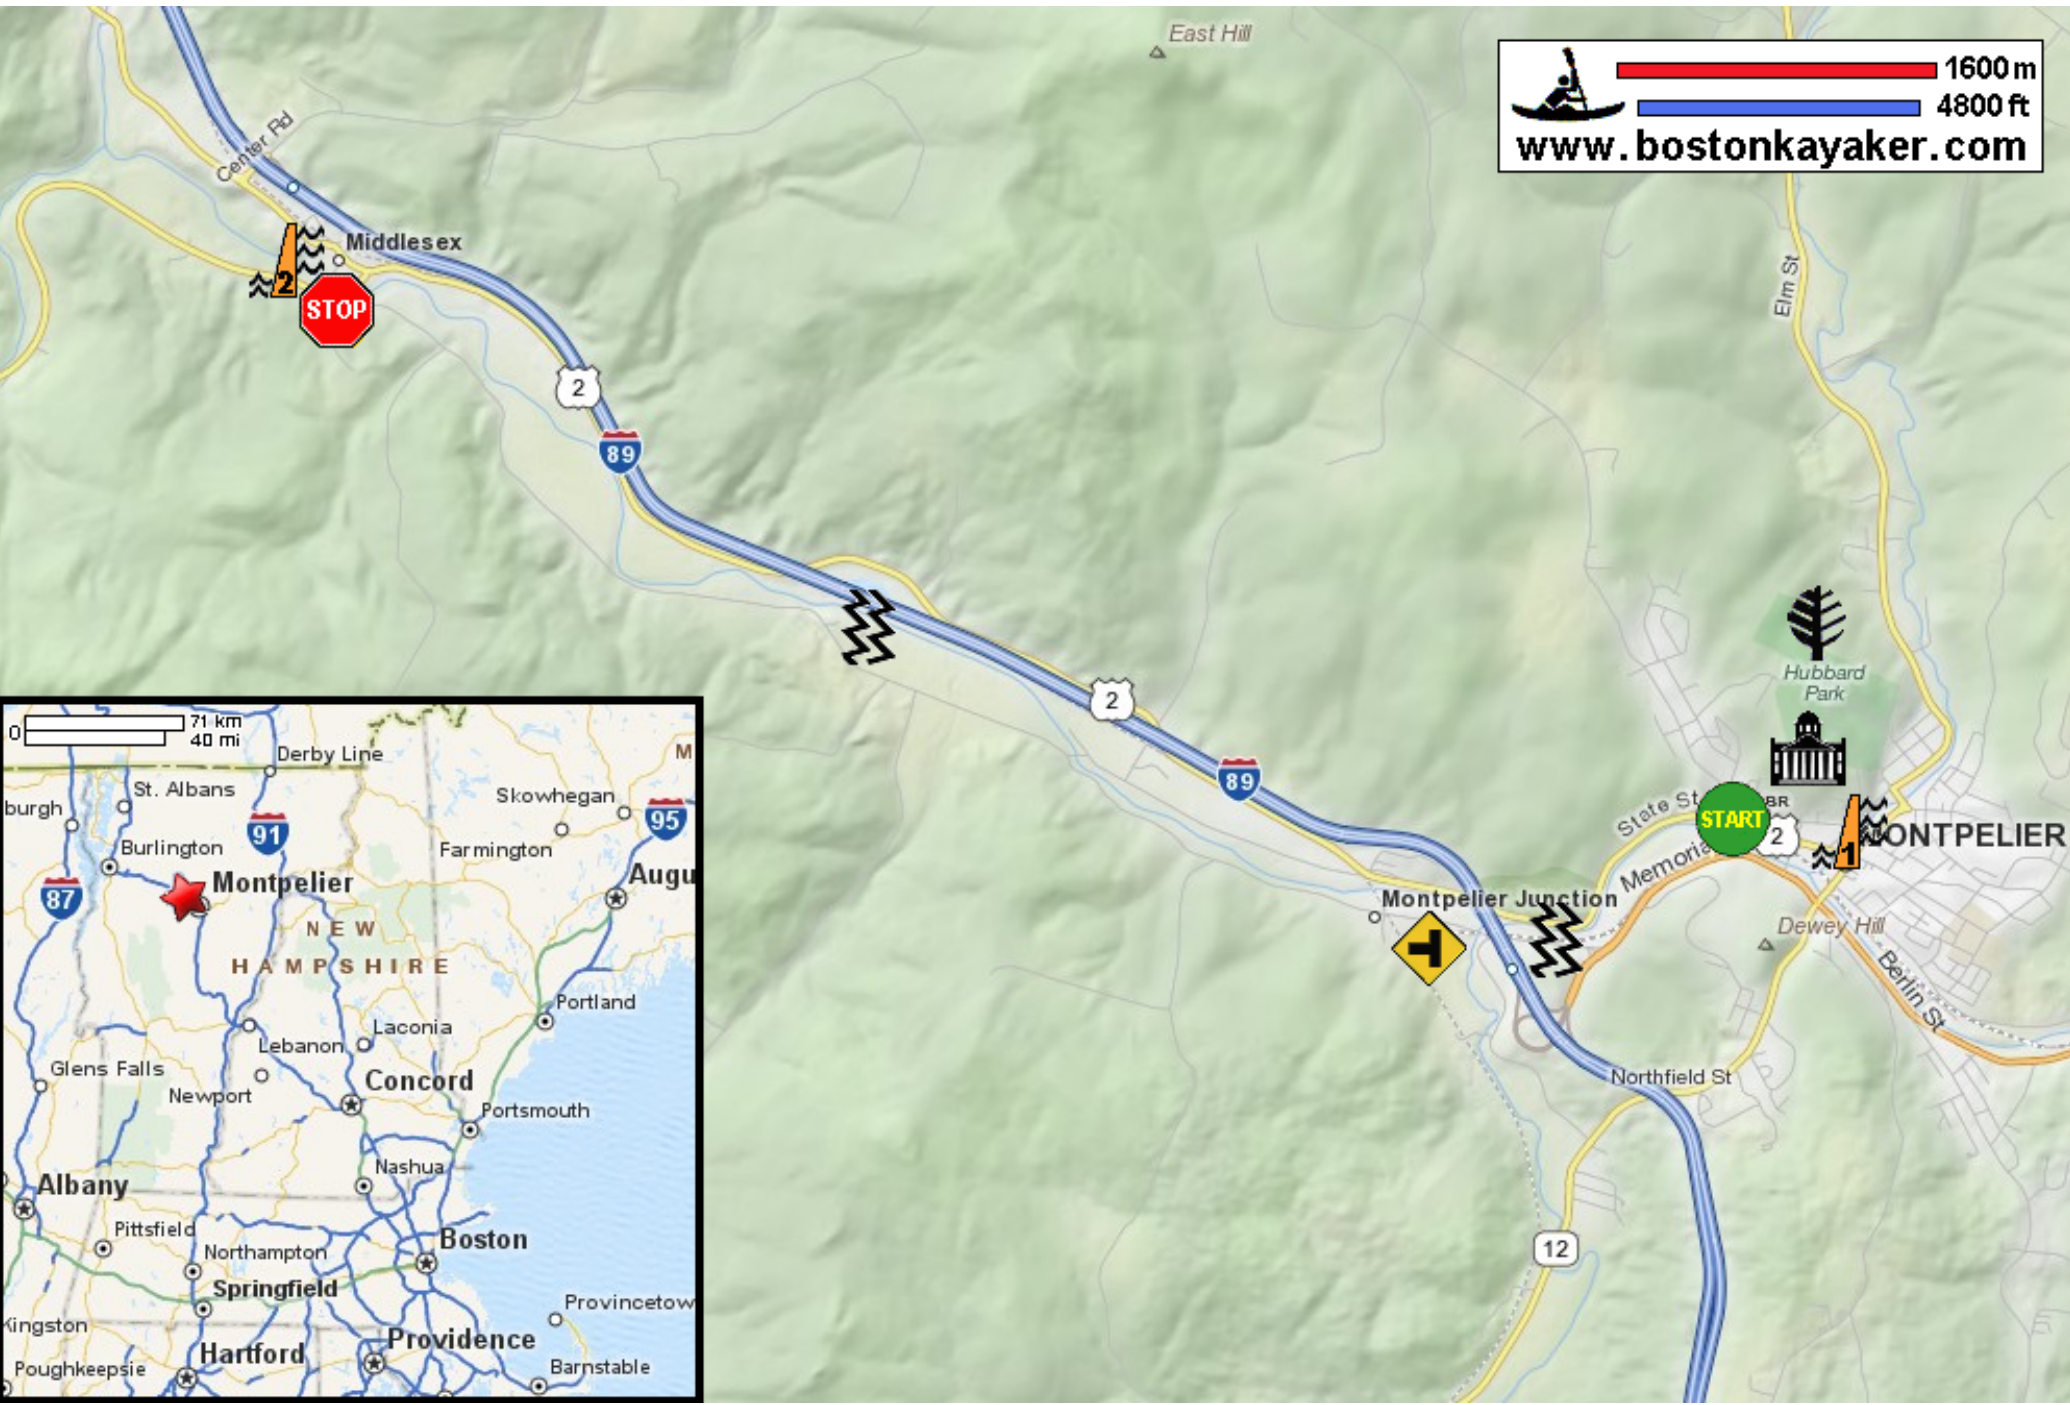 East Hill
1600 m
4800 ft
www.bostonkayaker.com
Center Rd
Middlesex
2
STOP
Elm St
2
89
Hubbard
Park
2
89
State St
START
BR
2
1
MONTPELIER
Memoria
Montpelier Junction
Dewey Hill
Berlin St
Northfield St
12
0
71 km
40 mi
Derby Line
M
St. Albans
burgh
Skowhegan
95
91
Burlington
Farmington
87
Montpelier
Augu
NEW
HAMPSHIRE
Portland
Laconia
Lebanon
Glens Falls
Newport
Concord
Portsmouth
Nashua
Albany
Pittsfield
Boston
Northampton
Springfield
Provincetow
Kingston
Providence
Hartford
Poughkeepsie
Barnstable